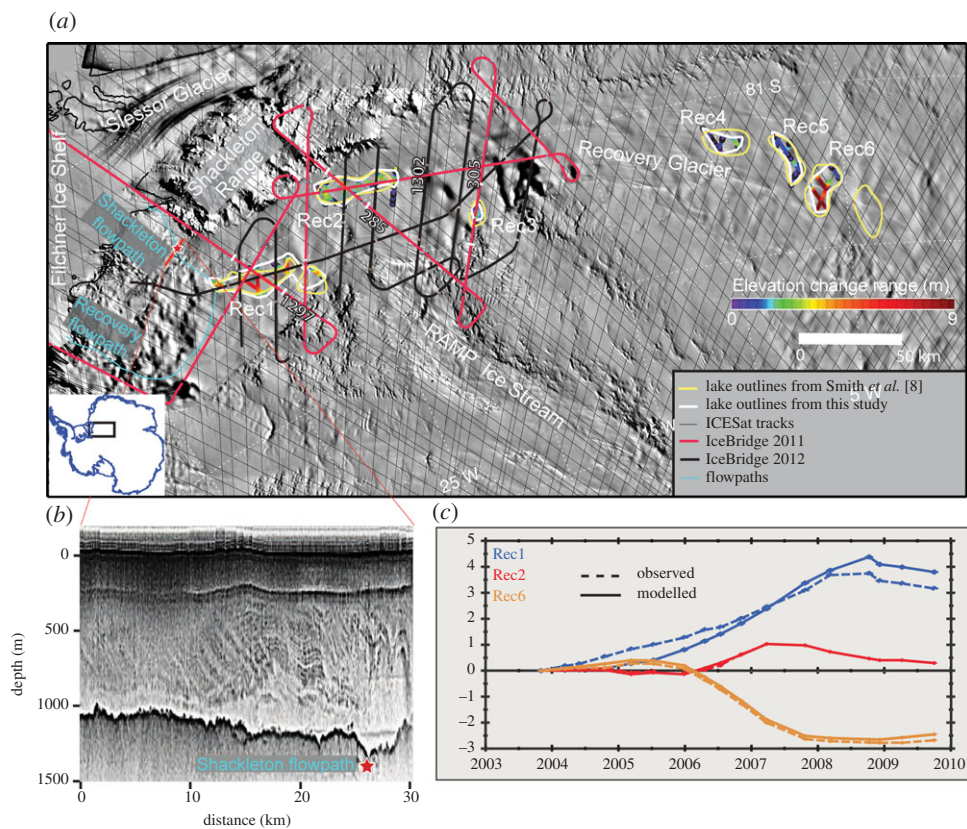 (a)
81 S
Slessor Glacier
Shackleton
Range
Filchner Ice Shelf
Shackleton
flowpath
Recovery
flowpath
Rec4
Rec5
Rec6
Recovery Glacier
1302
305
Rec2
285
Rec3
Rec1
1297
RAMP Ice Stream
25 W
5 W
Elevation change range (m)
0
9
0
50 km
lake outlines from Smith et al. [8]
lake outlines from this study
ICESat tracks
IceBridge 2011
IceBridge 2012
flowpaths
(b)
0
500
1000
1500
depth (m)
Shackleton flowpath
0
10
20
30
distance (km)
(c)
5
4
3
2
1
0
–1
–2
–3
Rec1
Rec2
Rec6
observed
modelled
2003
2004
2005
2006
2007
2008
2009
2010